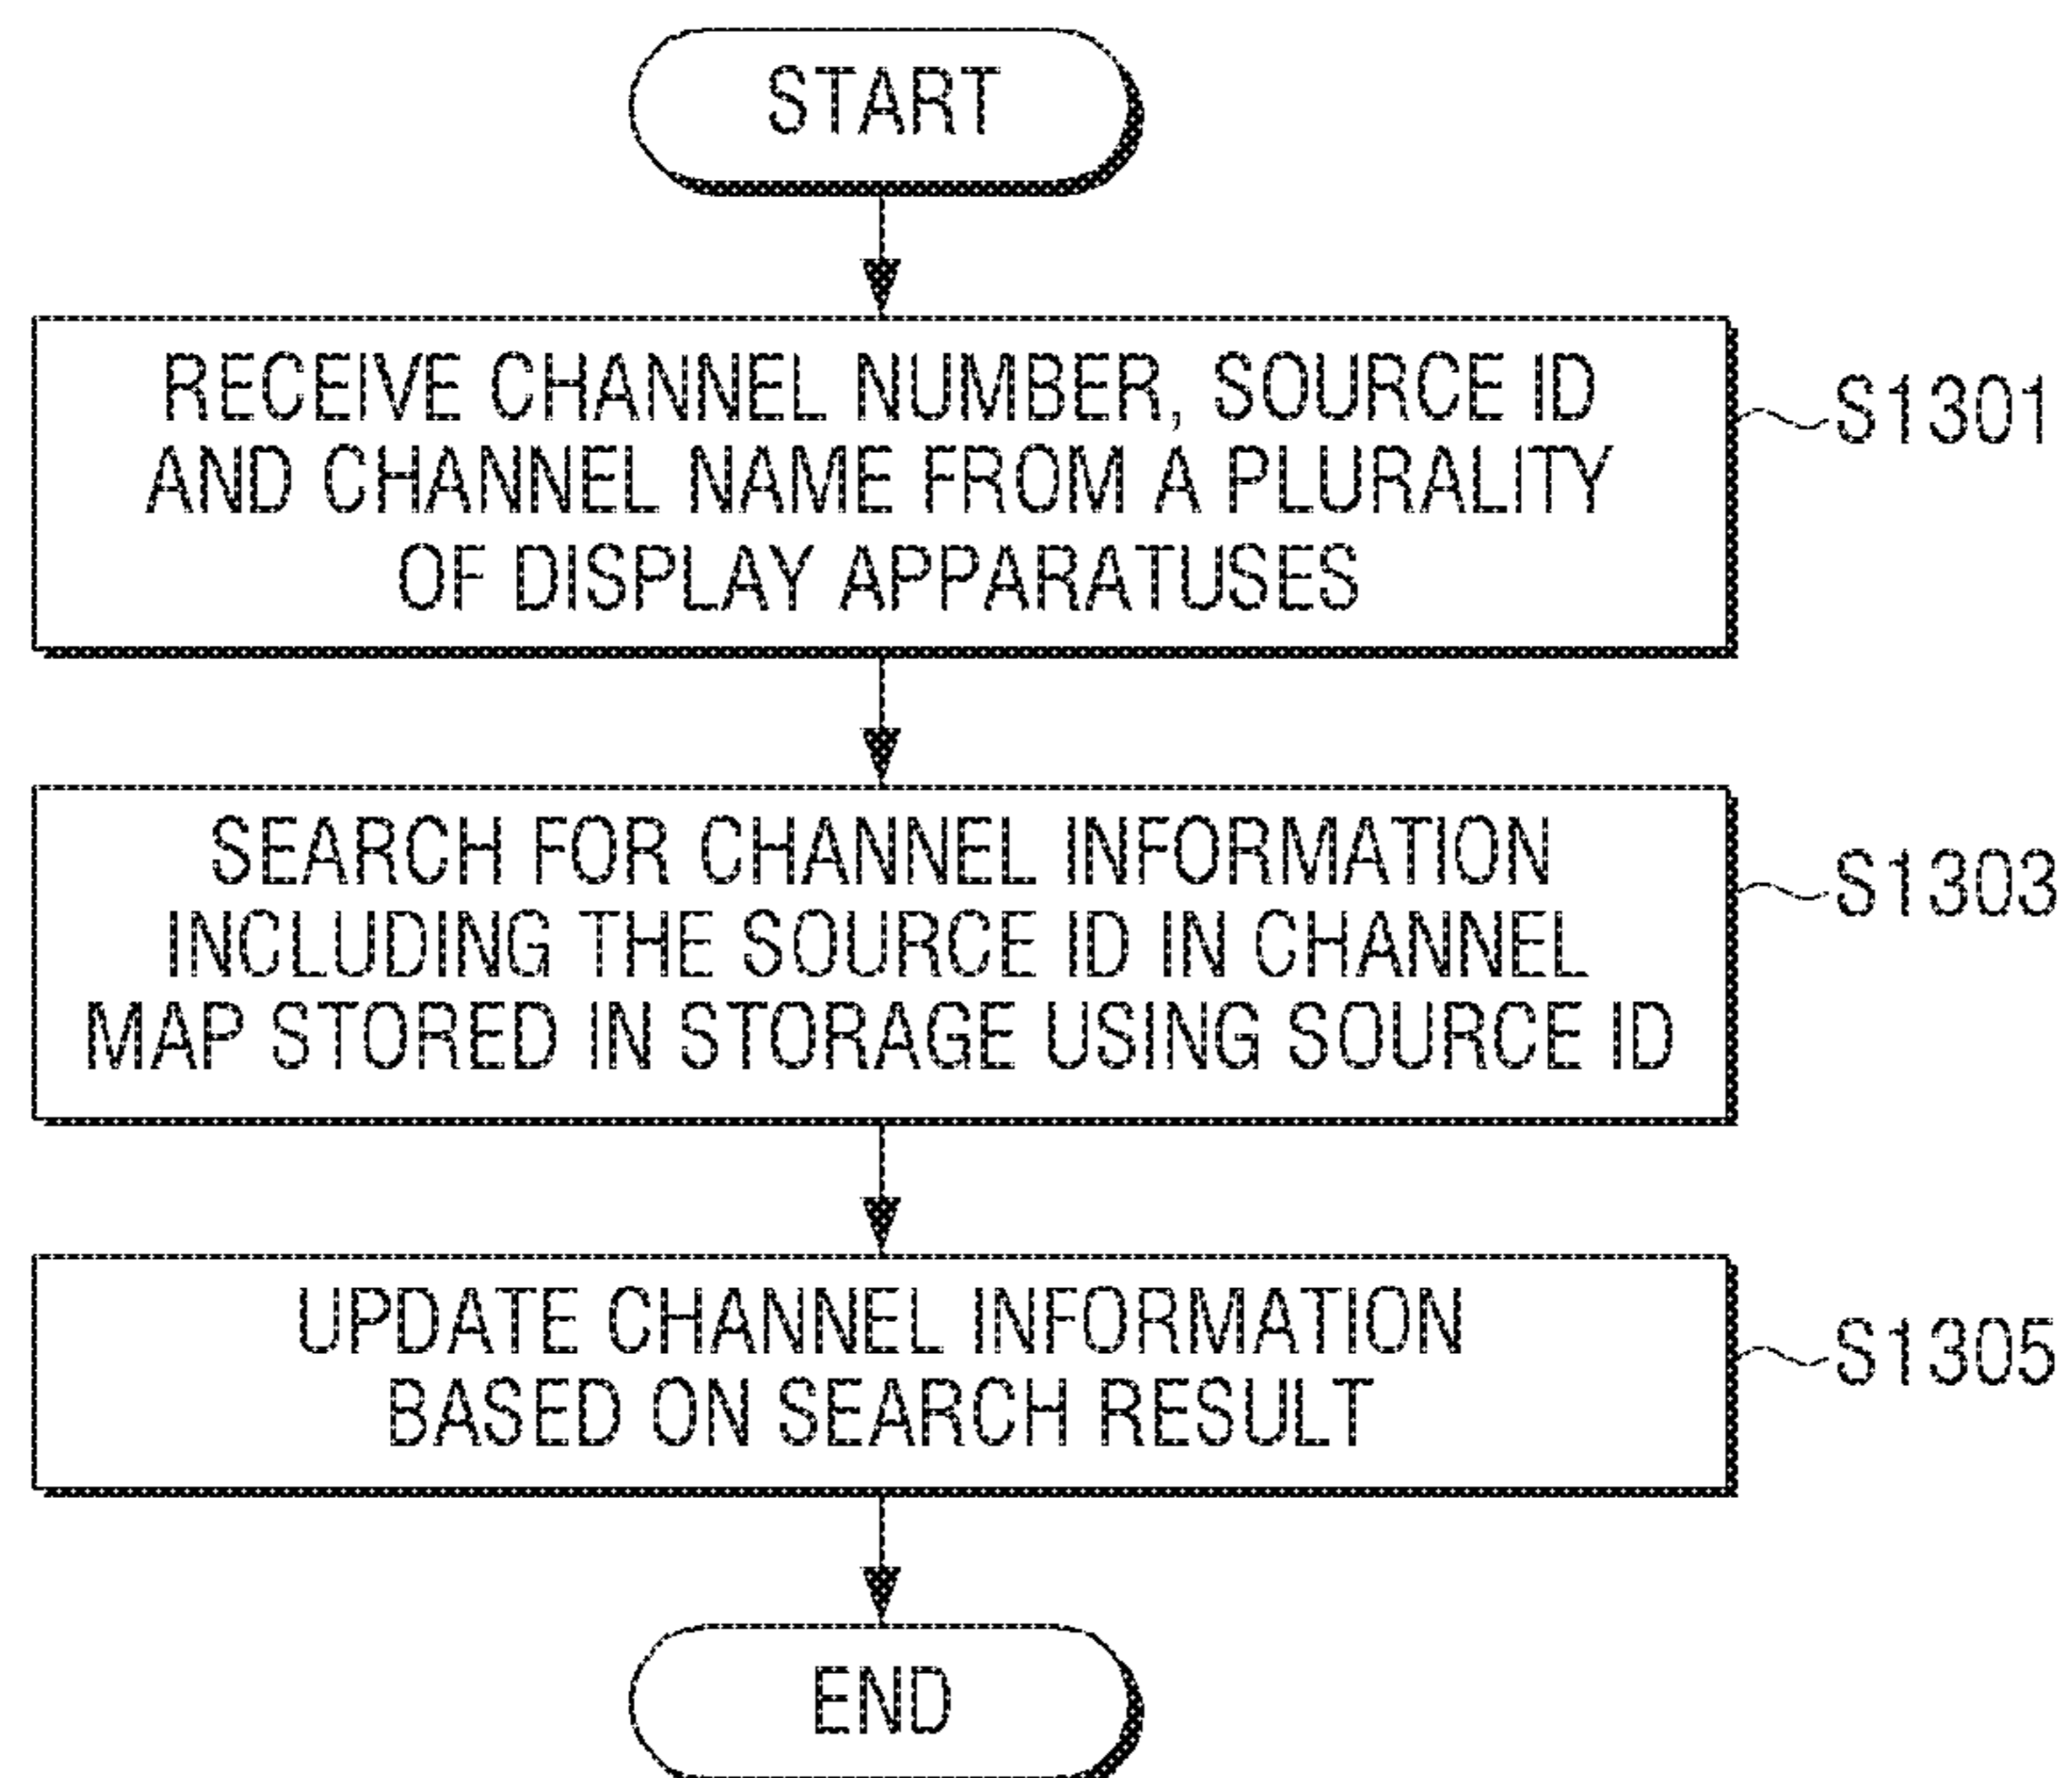 START
RECEIVE CHANNEL NUMBER, SOURCE ID
AND CHANNEL NAME FROM A PLURALITY
OF DISPLAY APPARATUSES
S1301
SEARCH FOR CHANNEL INFORMATION
INCLUDING THE SOURCE ID IN CHANNEL
MAP STORED IN STORAGE USING SOURCE ID
S1303
UPDATE CHANNEL INFORMATION
BASED ON SEARCH RESULT
S1305
END